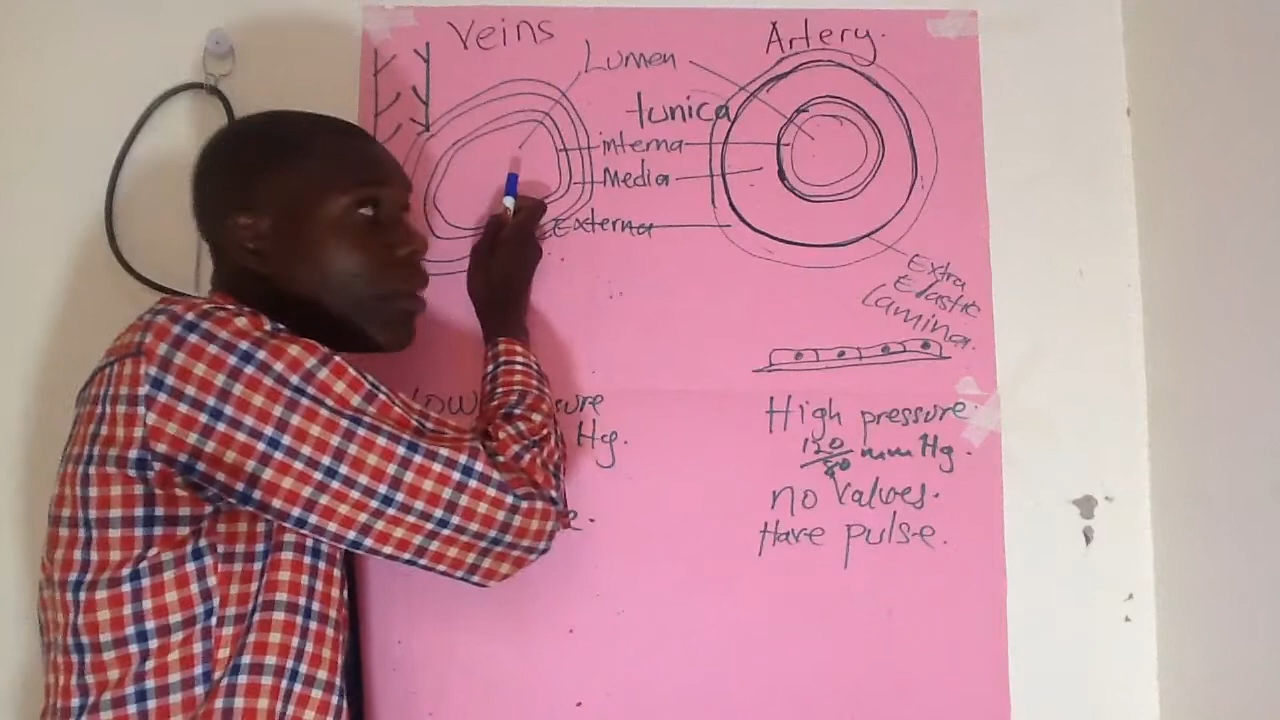 Veins
Artery.
Lumen
tunica
interna
Media
Externa
Extra
Elastic
Lamina.
High pressure.
120/80 mmHg.
no valves.
Have pulse.
Low
Hg.